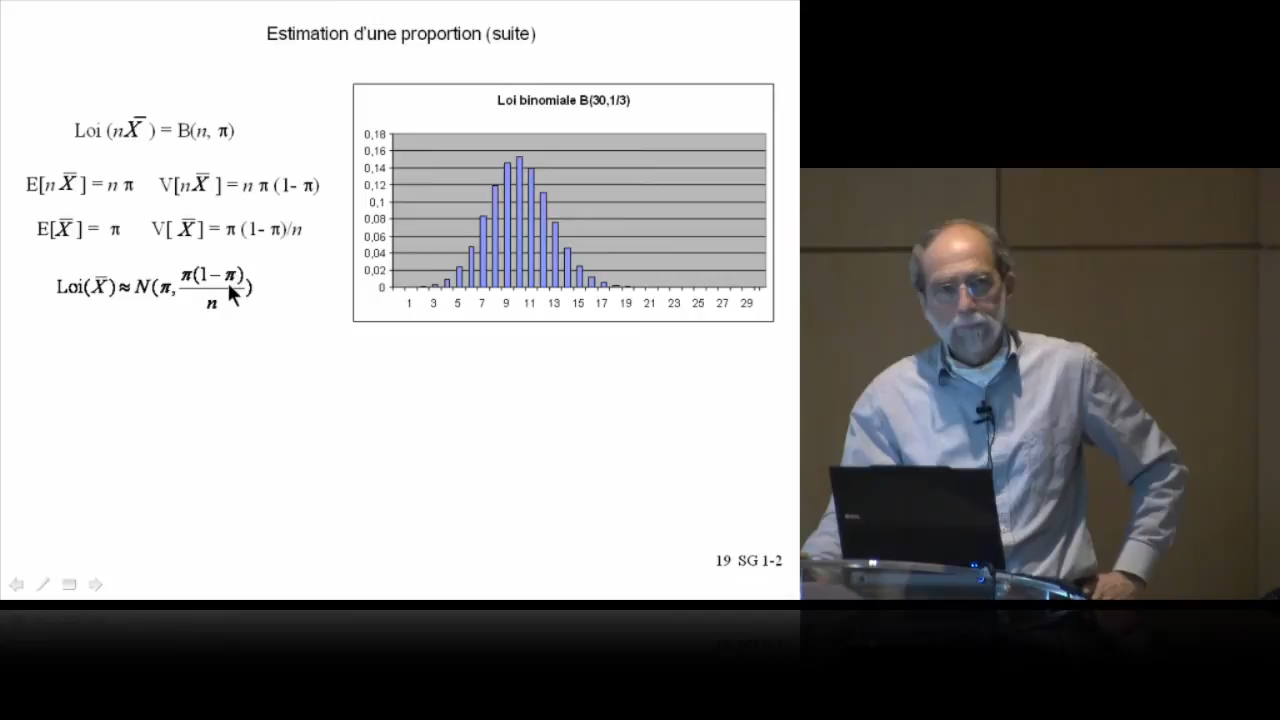 Estimation d'une proportion (suite)
Loi (nX̅ ) = B(n, π)
E[n X̅ ] = n π V[nX̅ ] = n π (1- π)
E[X̅] = π V[ X̅] = π (1- π)/n
Loi(X̅) ≈ N(π, π(1−π)/n)
Loi binomiale B(30,1/3)
0,18
0,16
0,14
0,12
0,1
0,08
0,06
0,04
0,02
0
1 3 5 7 9 11 13 15 17 19 21 23 25 27 29
19 SG 1-2